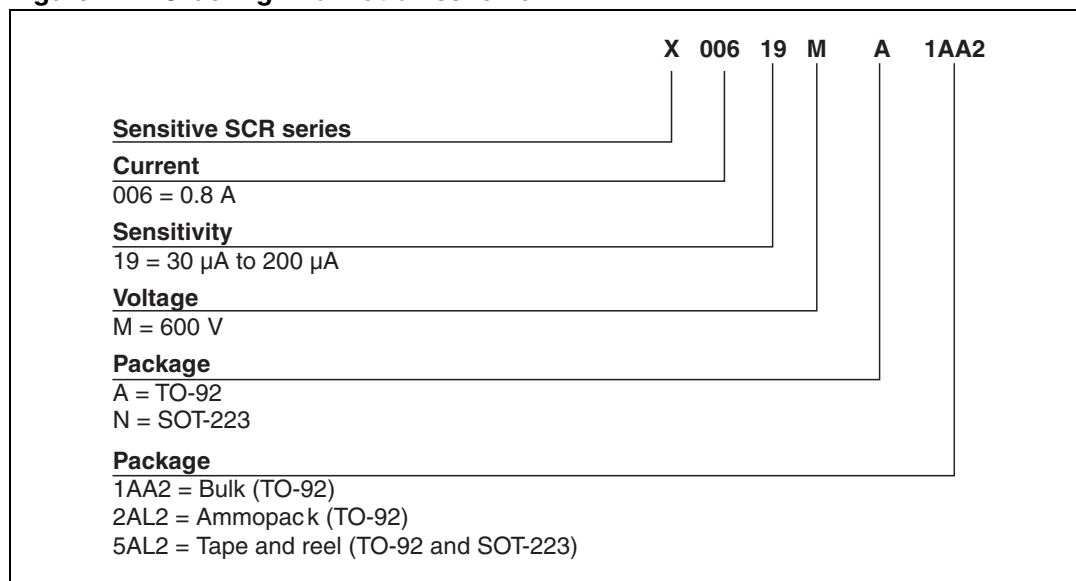 X 006 19 M A 1AA2
Sensitive SCR series
Current
006 = 0.8 A
Sensitivity
19 = 30 µA to 200 µA
Voltage
M = 600 V
Package
A = TO-92
N = SOT-223
Package
1AA2 = Bulk (TO-92)
2AL2 = Ammopack (TO-92)
5AL2 = Tape and reel (TO-92 and SOT-223)